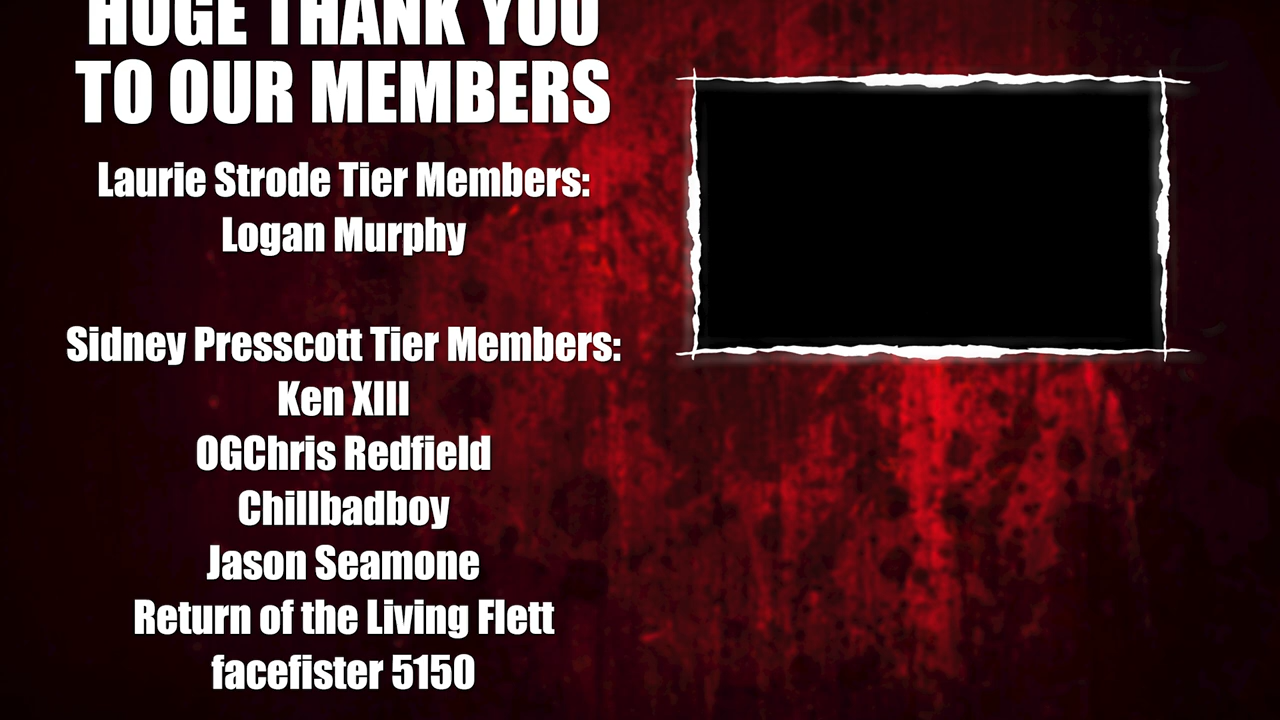 HUGE THANK YOU
TO OUR MEMBERS
Laurie Strode Tier Members:
Logan Murphy
Sidney Presscott Tier Members:
Ken XIII
OGChris Redfield
Chillbadboy
Jason Seamone
Return of the Living Flett
facefister 5150